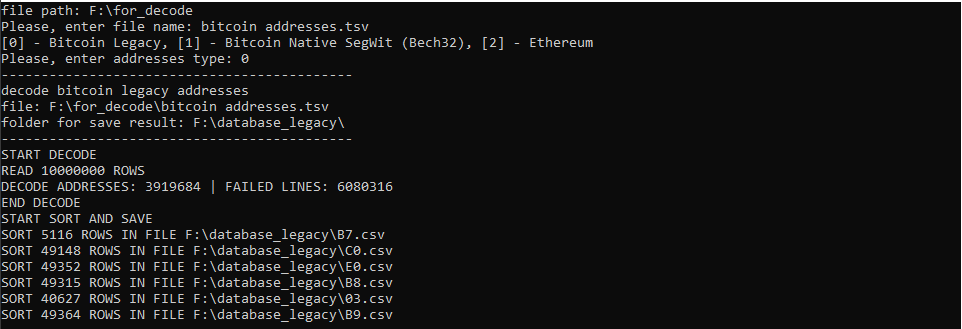 file path: F:\for_decode
Please, enter file name: bitcoin addresses.tsv
[0] - Bitcoin Legacy, [1] - Bitcoin Native SegWit (Bech32), [2] - Ethereum
Please, enter addresses type: 0
--------------------------------------------
decode bitcoin legacy addresses
file: F:\for_decode\bitcoin addresses.tsv
folder for save result: F:\database_legacy\
--------------------------------------------
START DECODE
READ 10000000 ROWS
DECODE ADDRESSES: 3919684 | FAILED LINES: 6080316
END DECODE
START SORT AND SAVE
SORT 5116 ROWS IN FILE F:\database_legacy\B7.csv
SORT 49148 ROWS IN FILE F:\database_legacy\C0.csv
SORT 49352 ROWS IN FILE F:\database_legacy\E0.csv
SORT 49315 ROWS IN FILE F:\database_legacy\B8.csv
SORT 40627 ROWS IN FILE F:\database_legacy\03.csv
SORT 49364 ROWS IN FILE F:\database_legacy\B9.csv